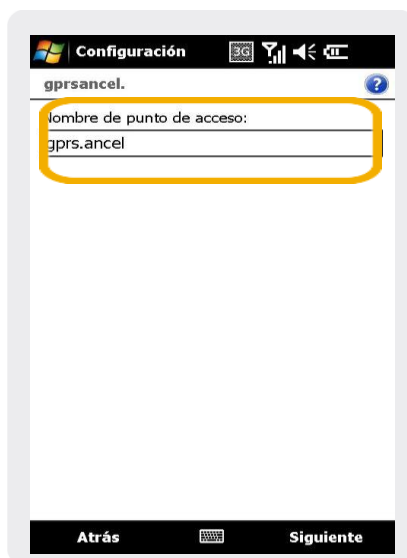 Configuración 3G
gprsancel.
Nombre de punto de acceso:
gprs.ancel
Atrás Siguiente